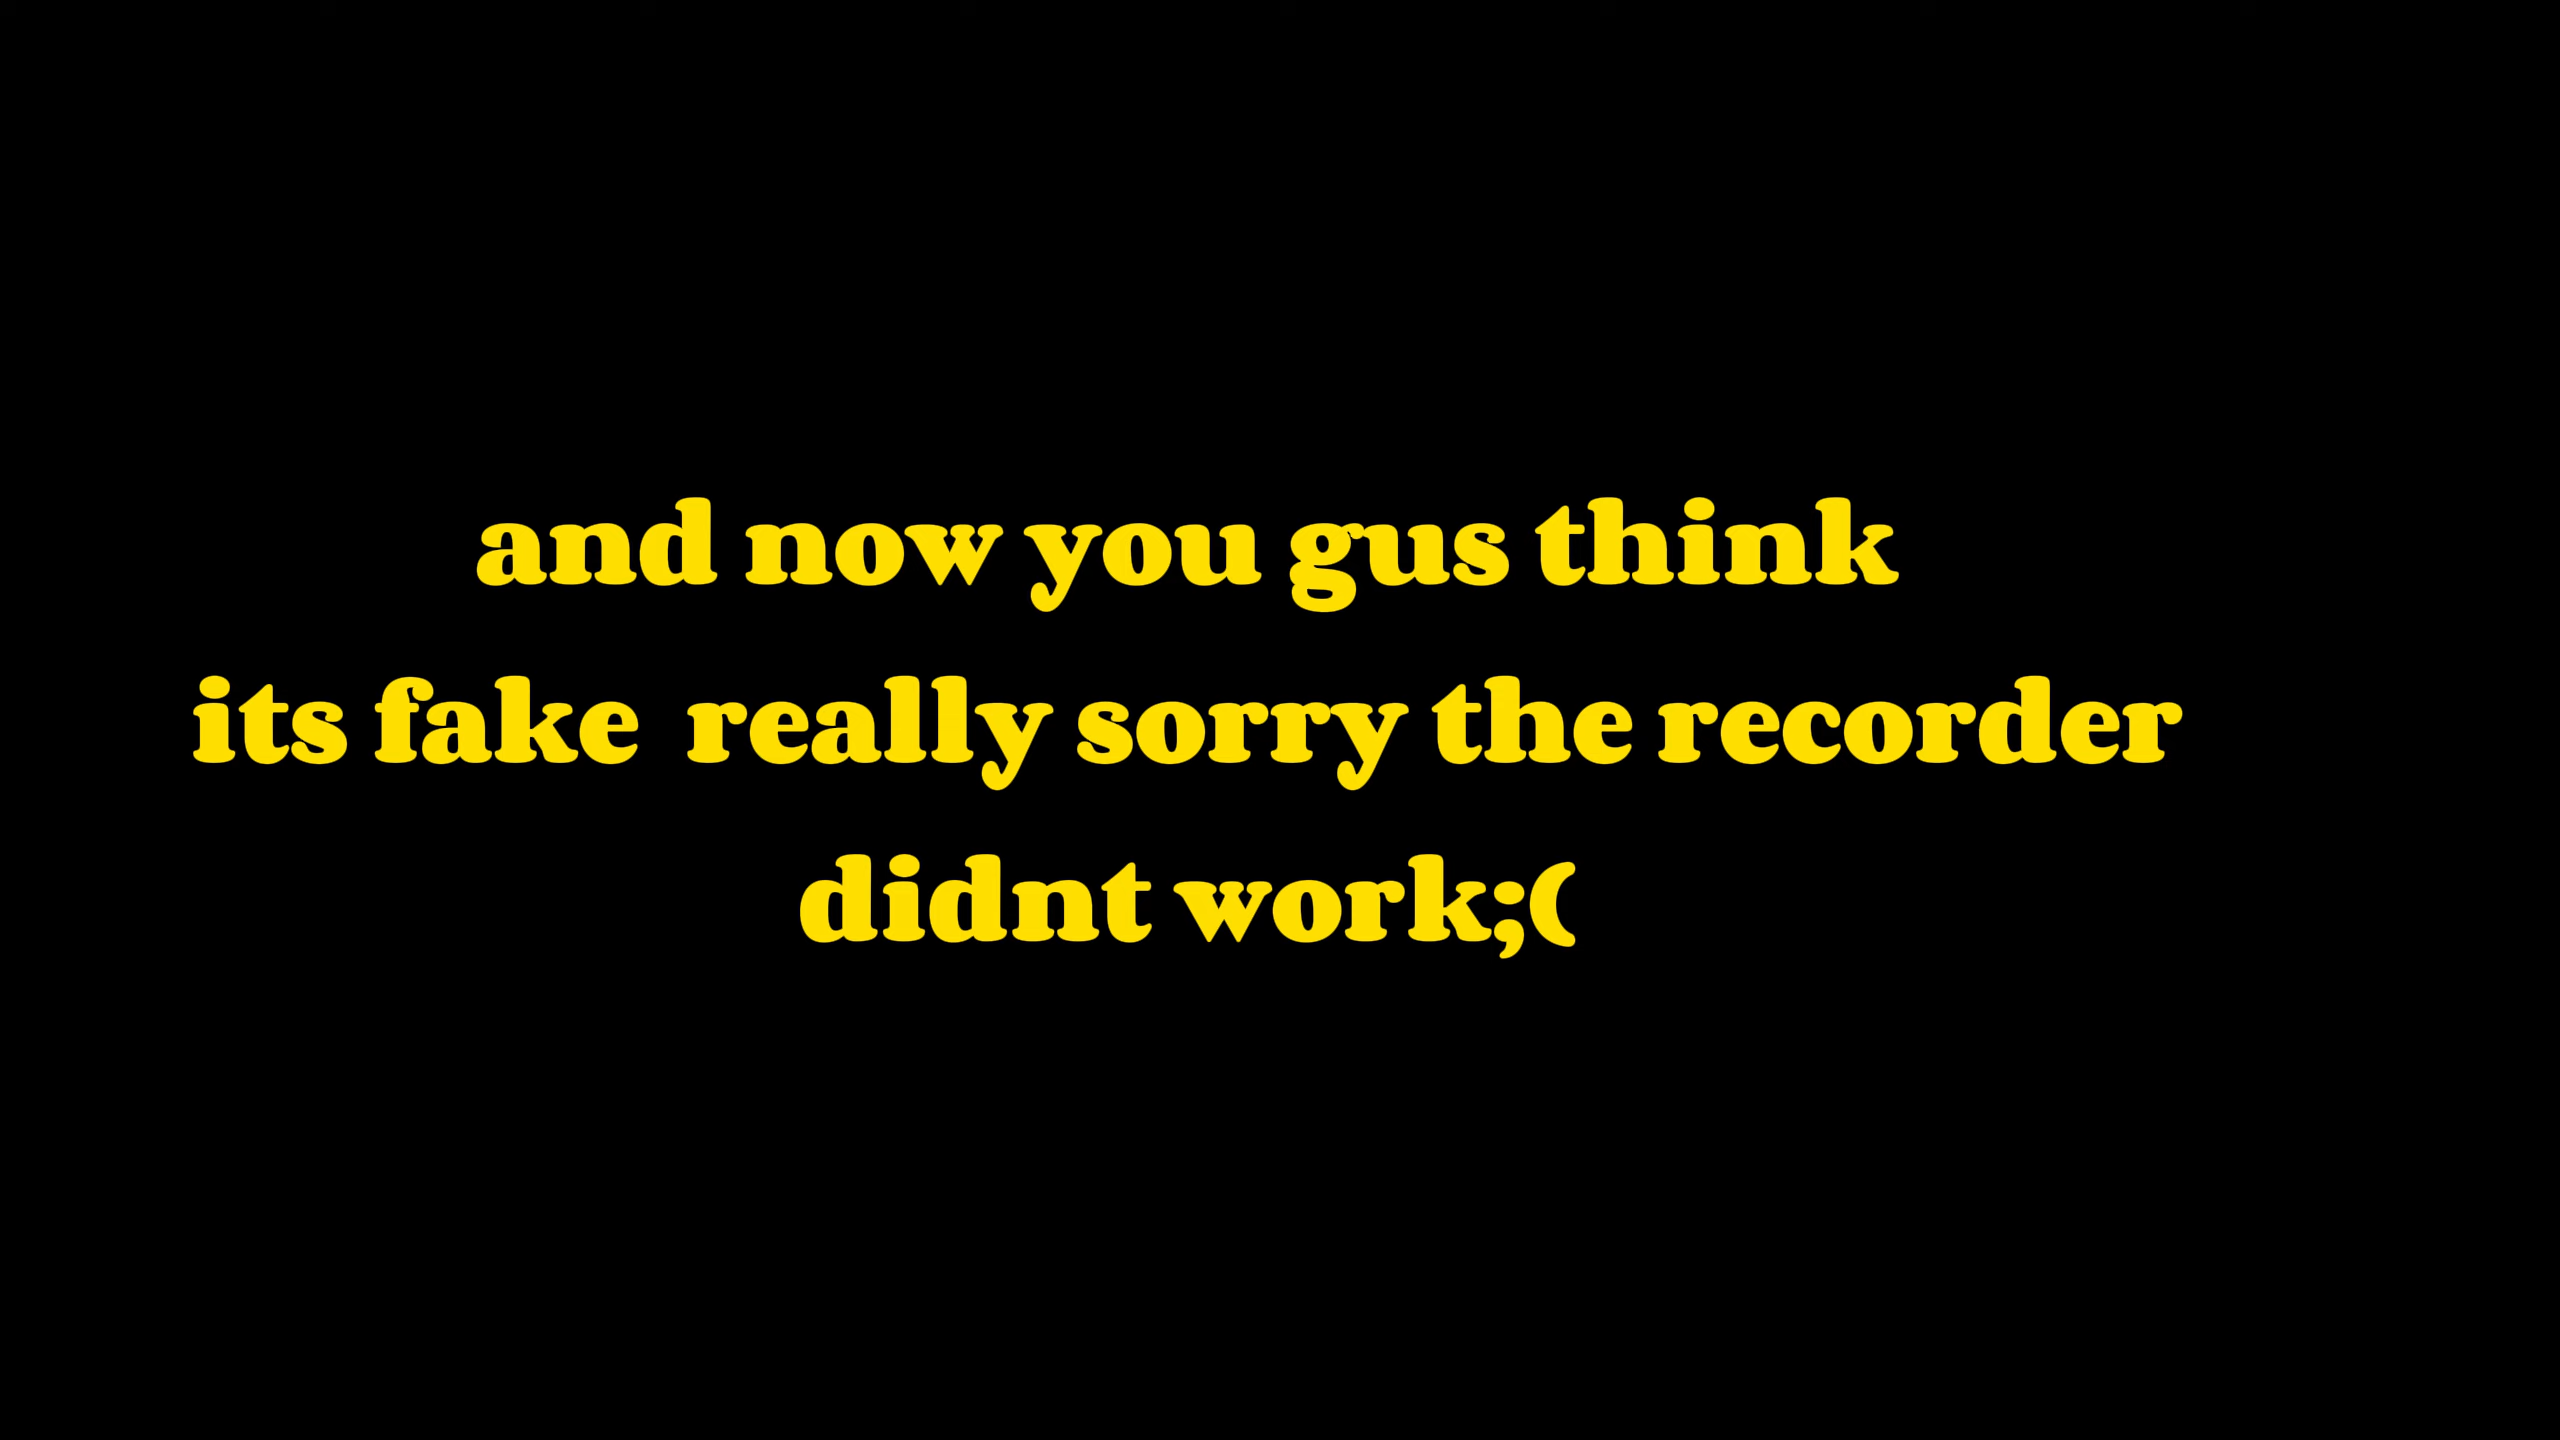 and now you gus think
its fake  really sorry the recorder
didnt work;(